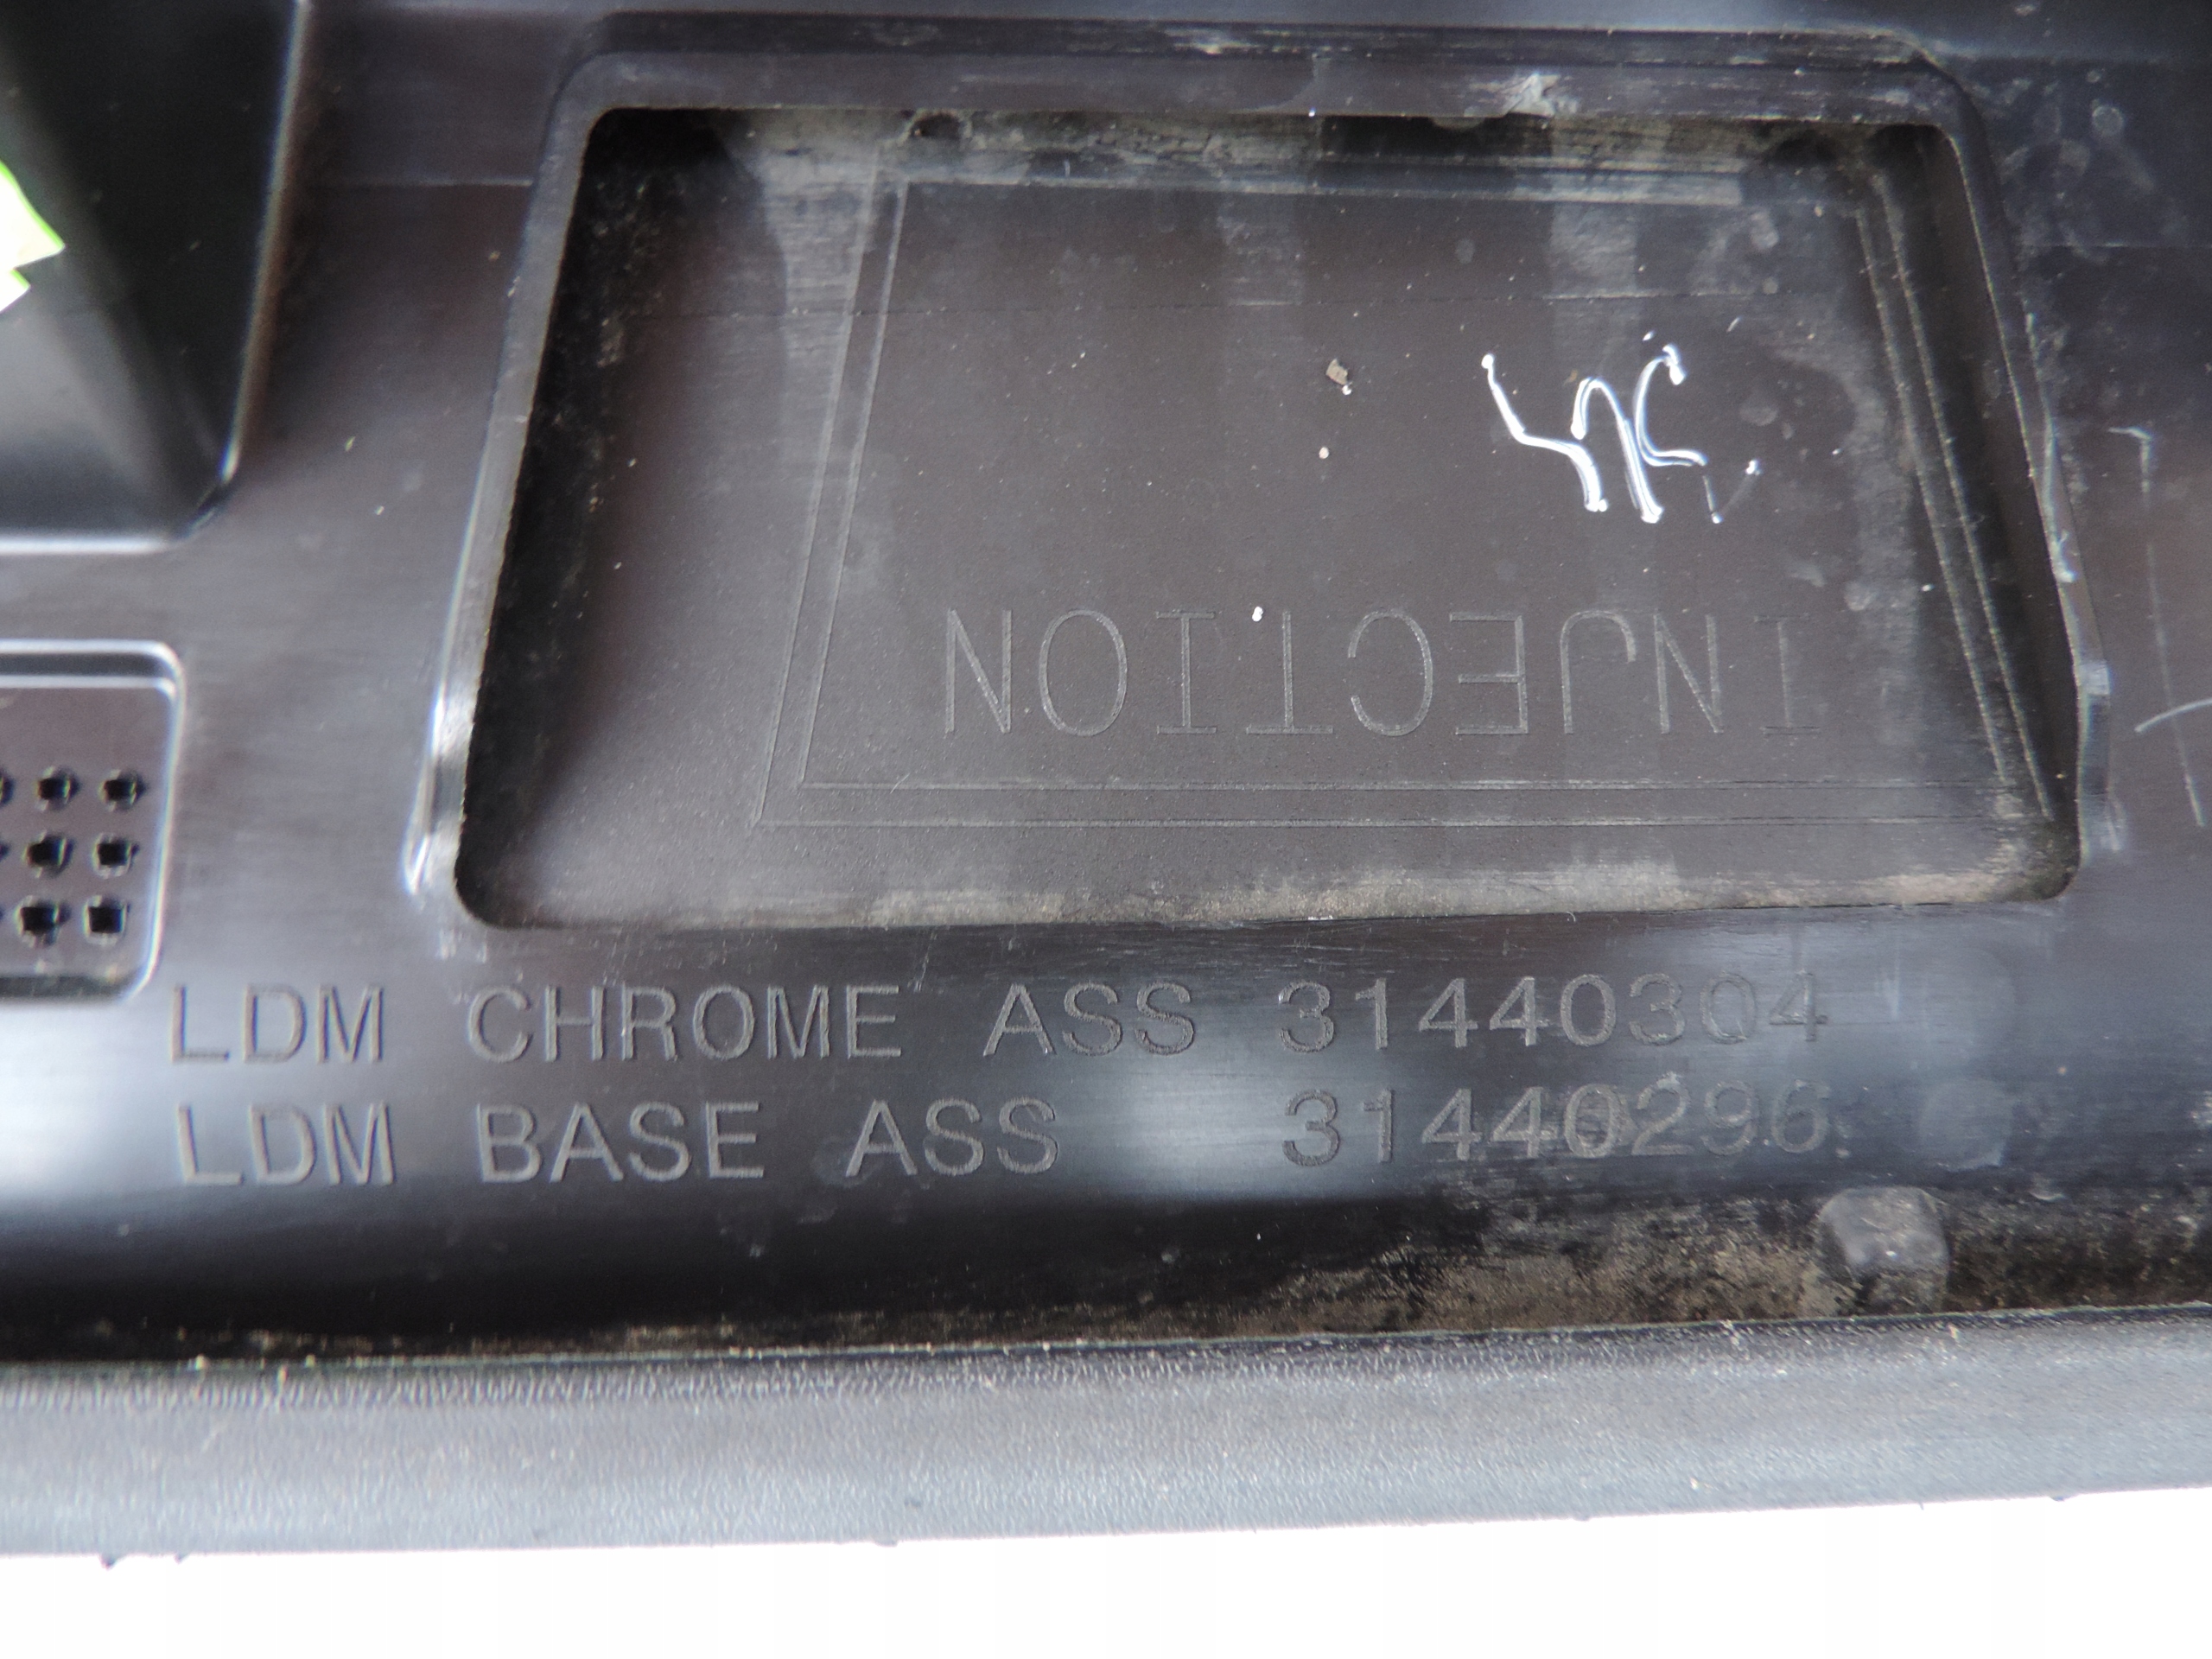 INJECTION
LDM CHROME ASS 31440304
LDM BASE ASS 31440296